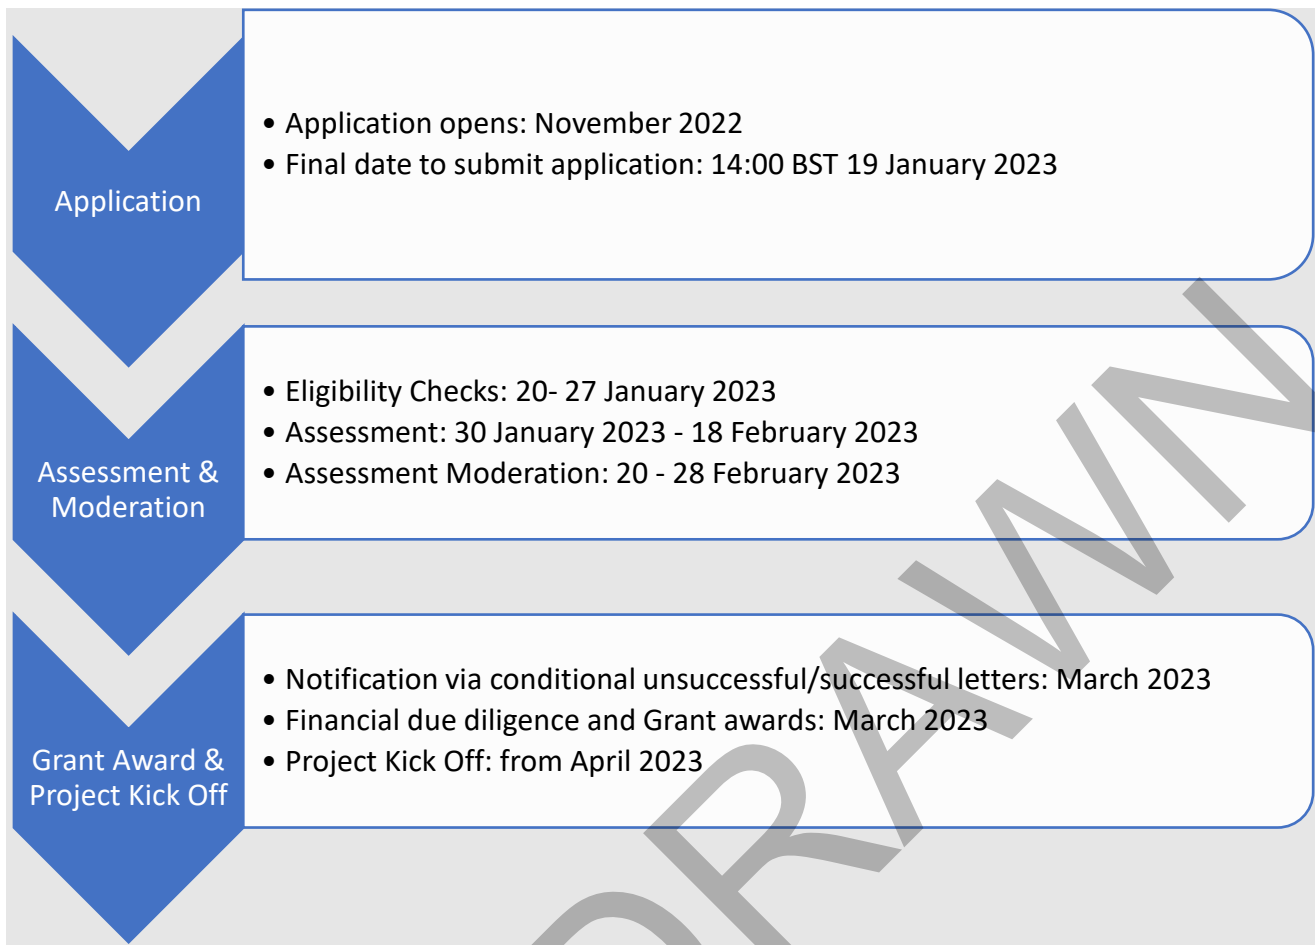 Application
• Application opens: November 2022
• Final date to submit application: 14:00 BST 19 January 2023
Assessment &
Moderation
• Eligibility Checks: 20- 27 January 2023
• Assessment: 30 January 2023 - 18 February 2023
• Assessment Moderation: 20 - 28 February 2023
Grant Award &
Project Kick Off
• Notification via conditional unsuccessful/successful letters: March 2023
• Financial due diligence and Grant awards: March 2023
• Project Kick Off: from April 2023
DRAWN